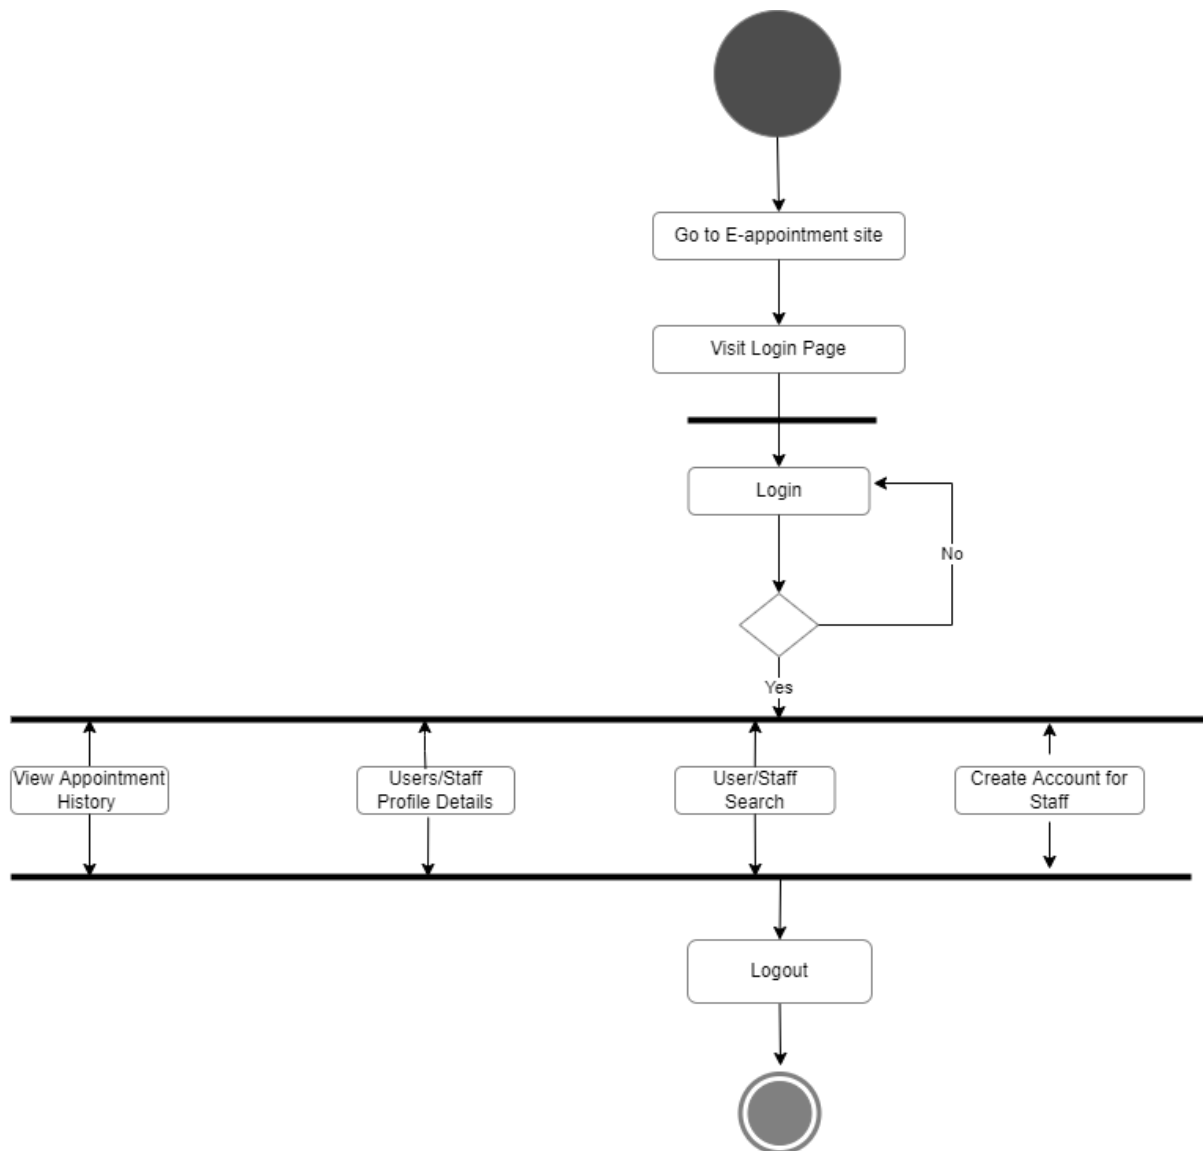 Go to E-appointment site
Visit Login Page
Login
No
Yes
View Appointment
History
Users/Staff
Profile Details
User/Staff
Search
Create Account for
Staff
Logout